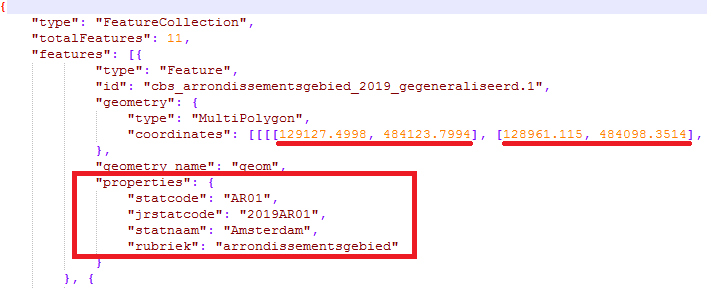 {
"type": "FeatureCollection",
"totalFeatures": 11,
"features": [{
"type": "Feature",
"id": "cbs_arrondissementsgebied_2019_gegeneraliseerd.1",
"geometry": {
"type": "MultiPolygon",
"coordinates": [[[[129127.4998, 484123.7994], [128961.115, 484098.3514],
},
"geometry_name": "geom",
"properties": {
"statcode": "AR01",
"jrstatcode": "2019AR01",
"statnaam": "Amsterdam",
"rubriek": "arrondissementsgebied"
}
}, {